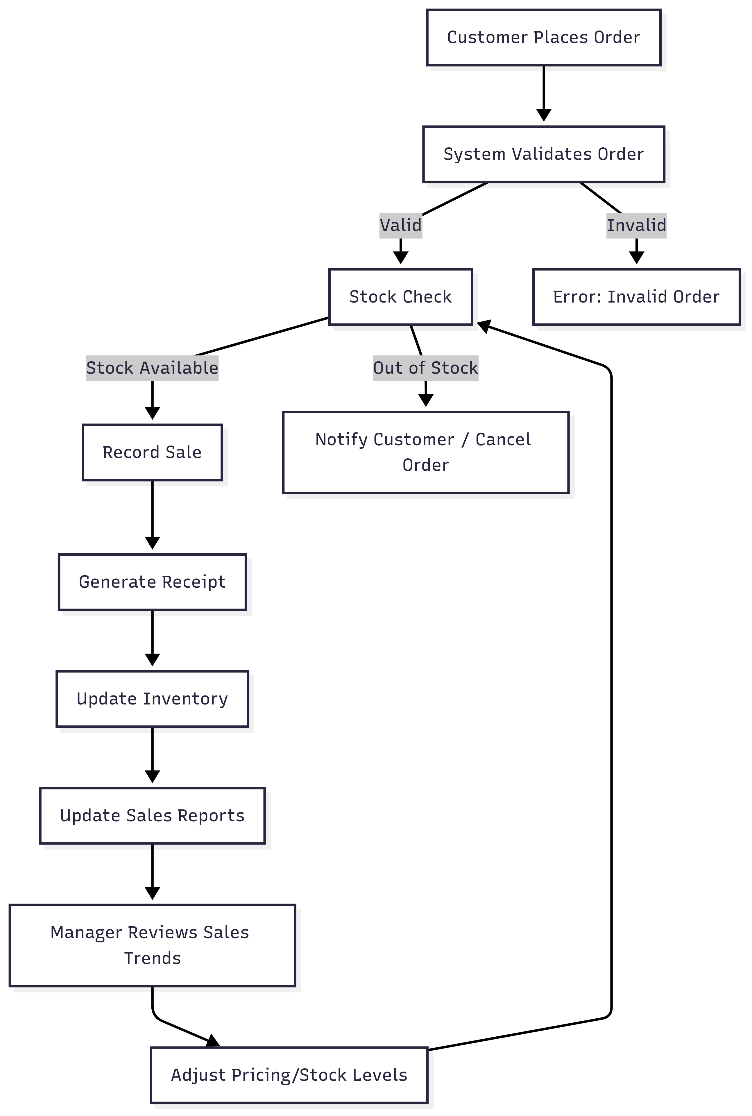 Customer Places Order
System Validates Order
Valid
Invalid
Stock Check
Error: Invalid Order
Stock Available
Out of Stock
Record Sale
Notify Customer / Cancel
Order
Generate Receipt
Update Inventory
Update Sales Reports
Manager Reviews Sales
Trends
Adjust Pricing/Stock Levels